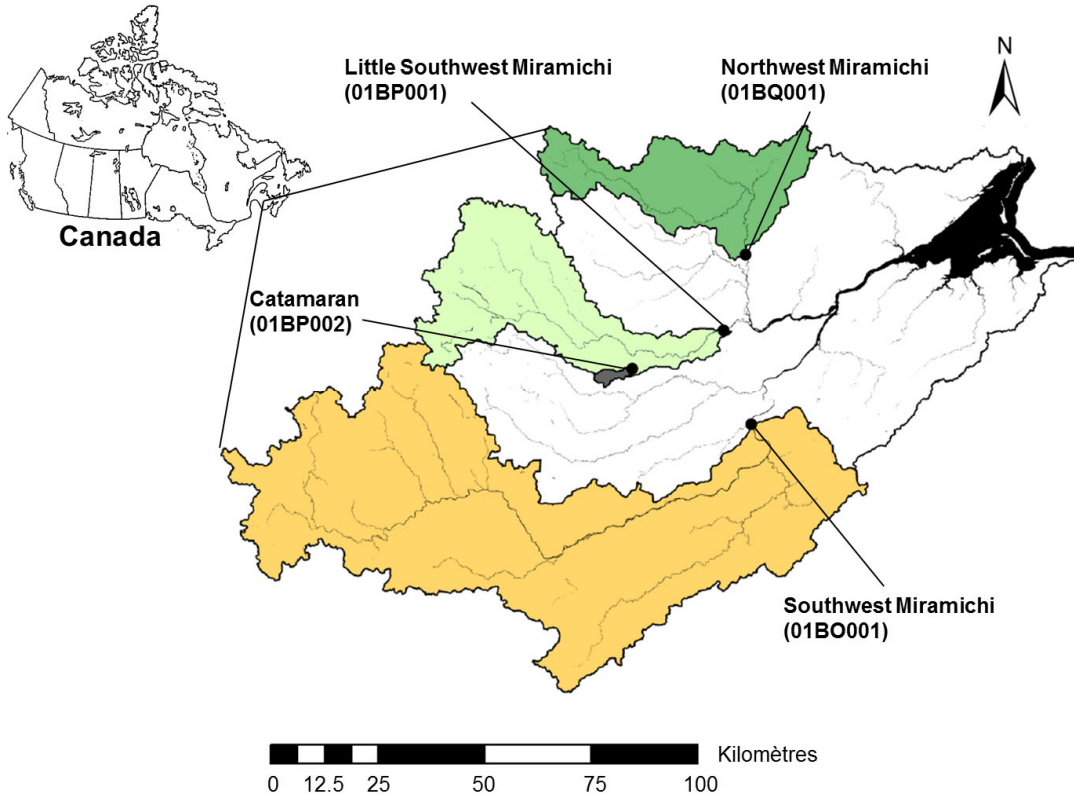 Little Southwest Miramichi
(01BP001)
Northwest Miramichi
(01BQ001)
N
Canada
Catamaran
(01BP002)
Southwest Miramichi
(01BO001)
Kilomètres
0 12.5 25 50 75 100